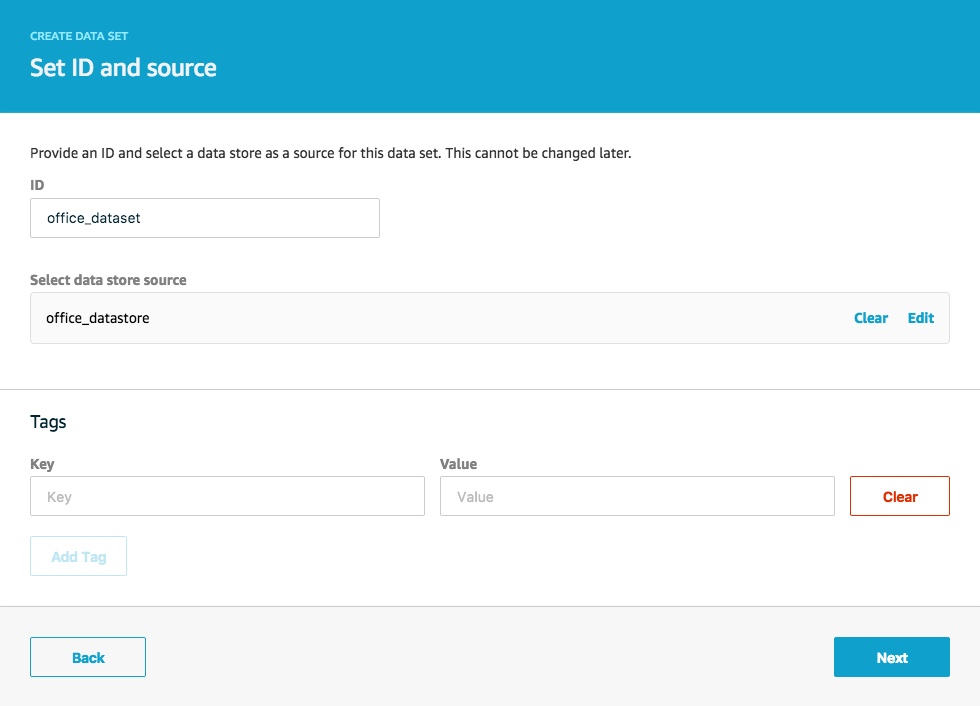 CREATE DATA SET
Set ID and source
Provide an ID and select a data store as a source for this data set. This cannot be changed later.
ID
office_dataset
Select data store source
office_datastore Clear Edit
Tags
Key Value
Key Value Clear
Add Tag
Back Next